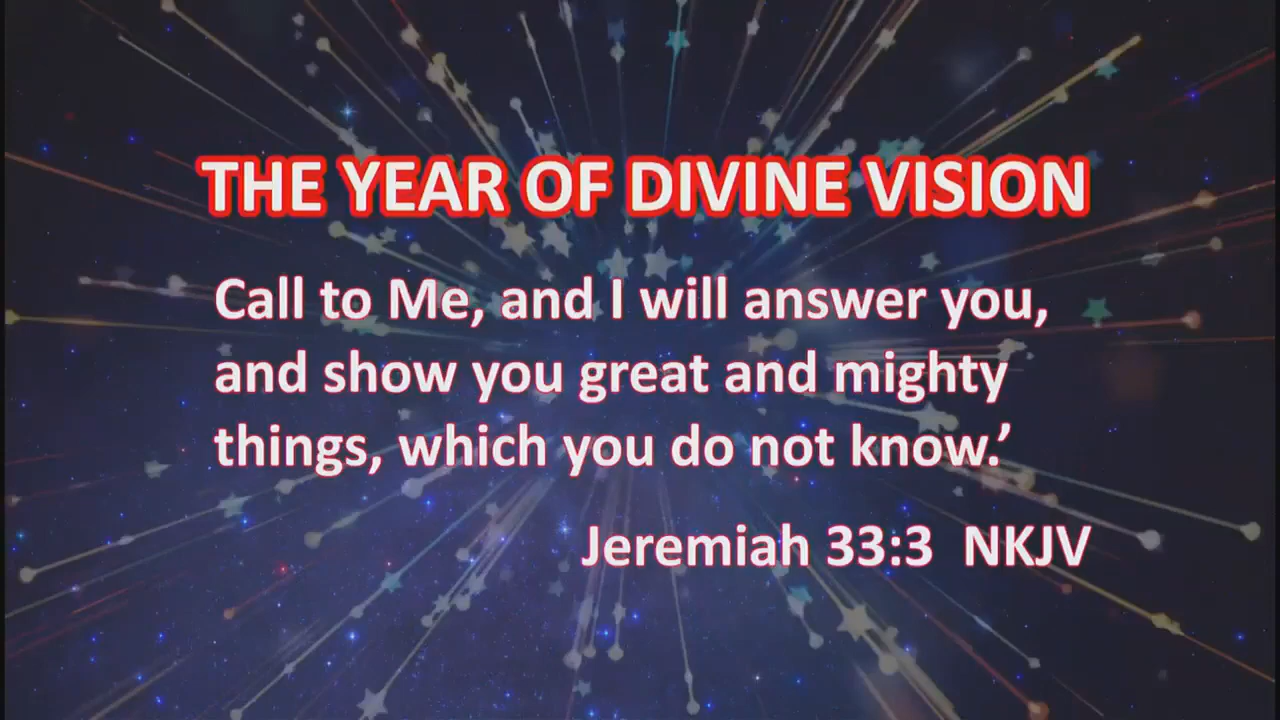 THE YEAR OF DIVINE VISION
Call to Me, and I will answer you,
and show you great and mighty
things, which you do not know.’
Jeremiah 33:3 NKJV